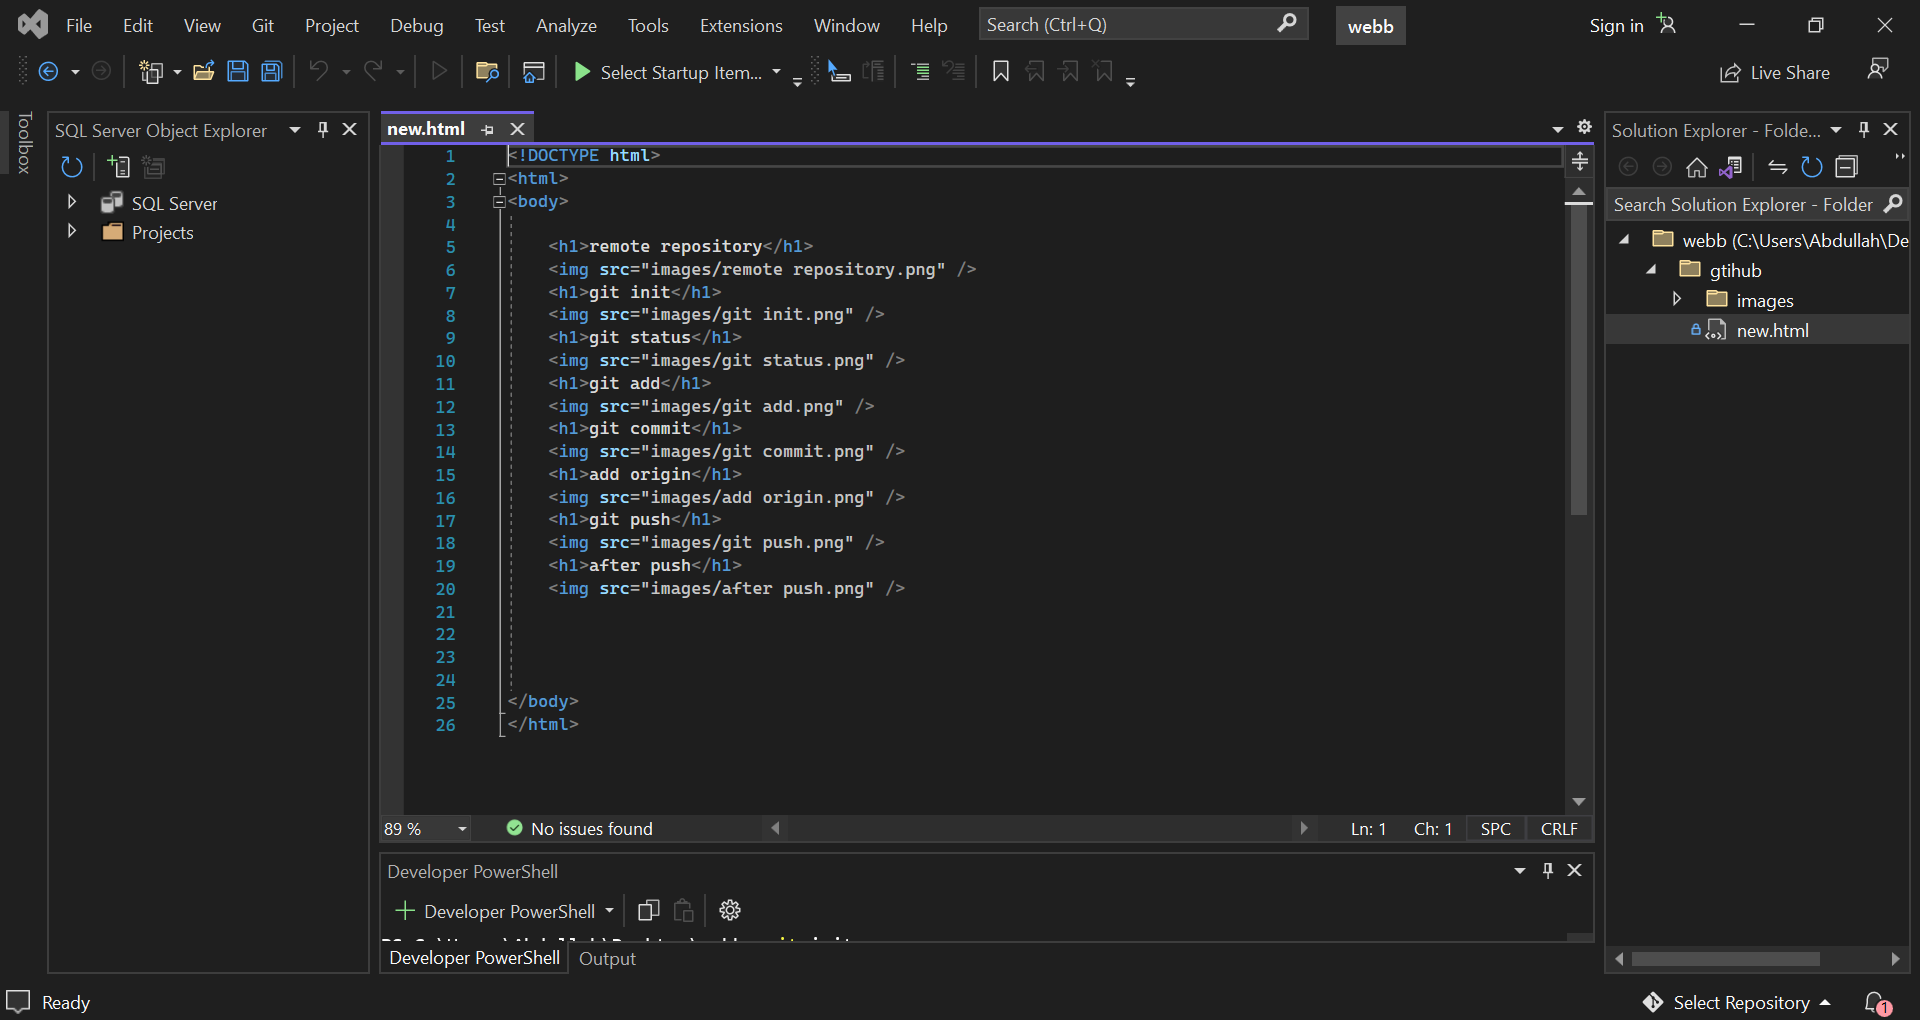 File Edit View Git Project Debug Test Analyze Tools Extensions Window Help Search (Ctrl+Q) webb Sign in
Select Startup Item... Live Share
Toolbox
SQL Server Object Explorer
SQL Server
Projects
new.html
1 <!DOCTYPE html>
2 <html>
3 <body>
4
5 <h1>remote repository</h1>
6 <img src="images/remote repository.png" />
7 <h1>git init</h1>
8 <img src="images/git init.png" />
9 <h1>git status</h1>
10 <img src="images/git status.png" />
11 <h1>git add</h1>
12 <img src="images/git add.png" />
13 <h1>git commit</h1>
14 <img src="images/git commit.png" />
15 <h1>add origin</h1>
16 <img src="images/add origin.png" />
17 <h1>git push</h1>
18 <img src="images/git push.png" />
19 <h1>after push</h1>
20 <img src="images/after push.png" />
21
22
23
24
25 </body>
26 </html>
89 % No issues found Ln: 1 Ch: 1 SPC CRLF
Developer PowerShell
Developer PowerShell
Developer PowerShell Output
Solution Explorer - Folde...
Search Solution Explorer - Folder
webb (C:\Users\Abdullah\De
gtihub
images
new.html
Ready Select Repository 1